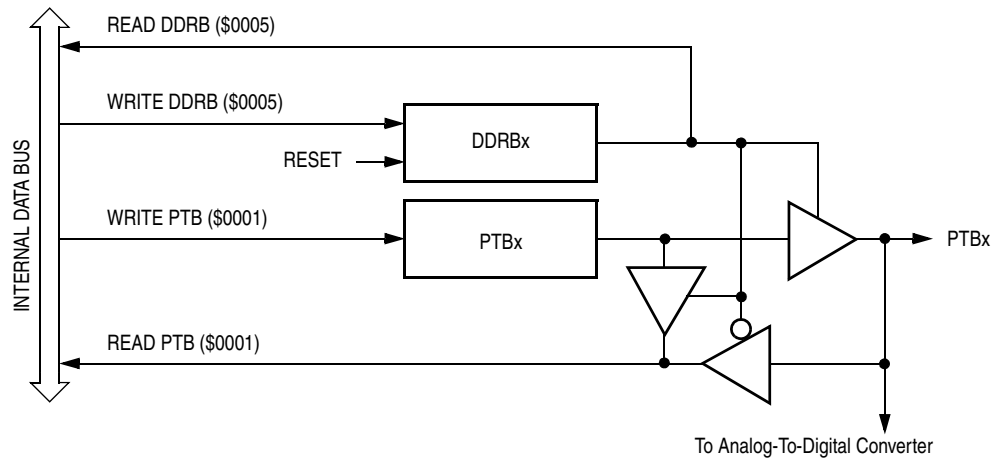 READ DDRB ($0005)
WRITE DDRB ($0005)
DDRBx
RESET
INTERNAL DATA BUS
WRITE PTB ($0001)
PTBx
PTBx
READ PTB ($0001)
To Analog-To-Digital Converter